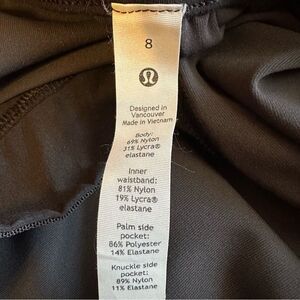 8
Designed in
Vancouver
Made in Vietnam
Body:
69% Nylon
31% Lycra®
elastane
Inner
waistband:
81% Nylon
19% Lycra®
elastane
Palm side
pocket:
86% Polyester
14% Elastane
Knuckle side
pocket:
89% Nylon
11% Elastane